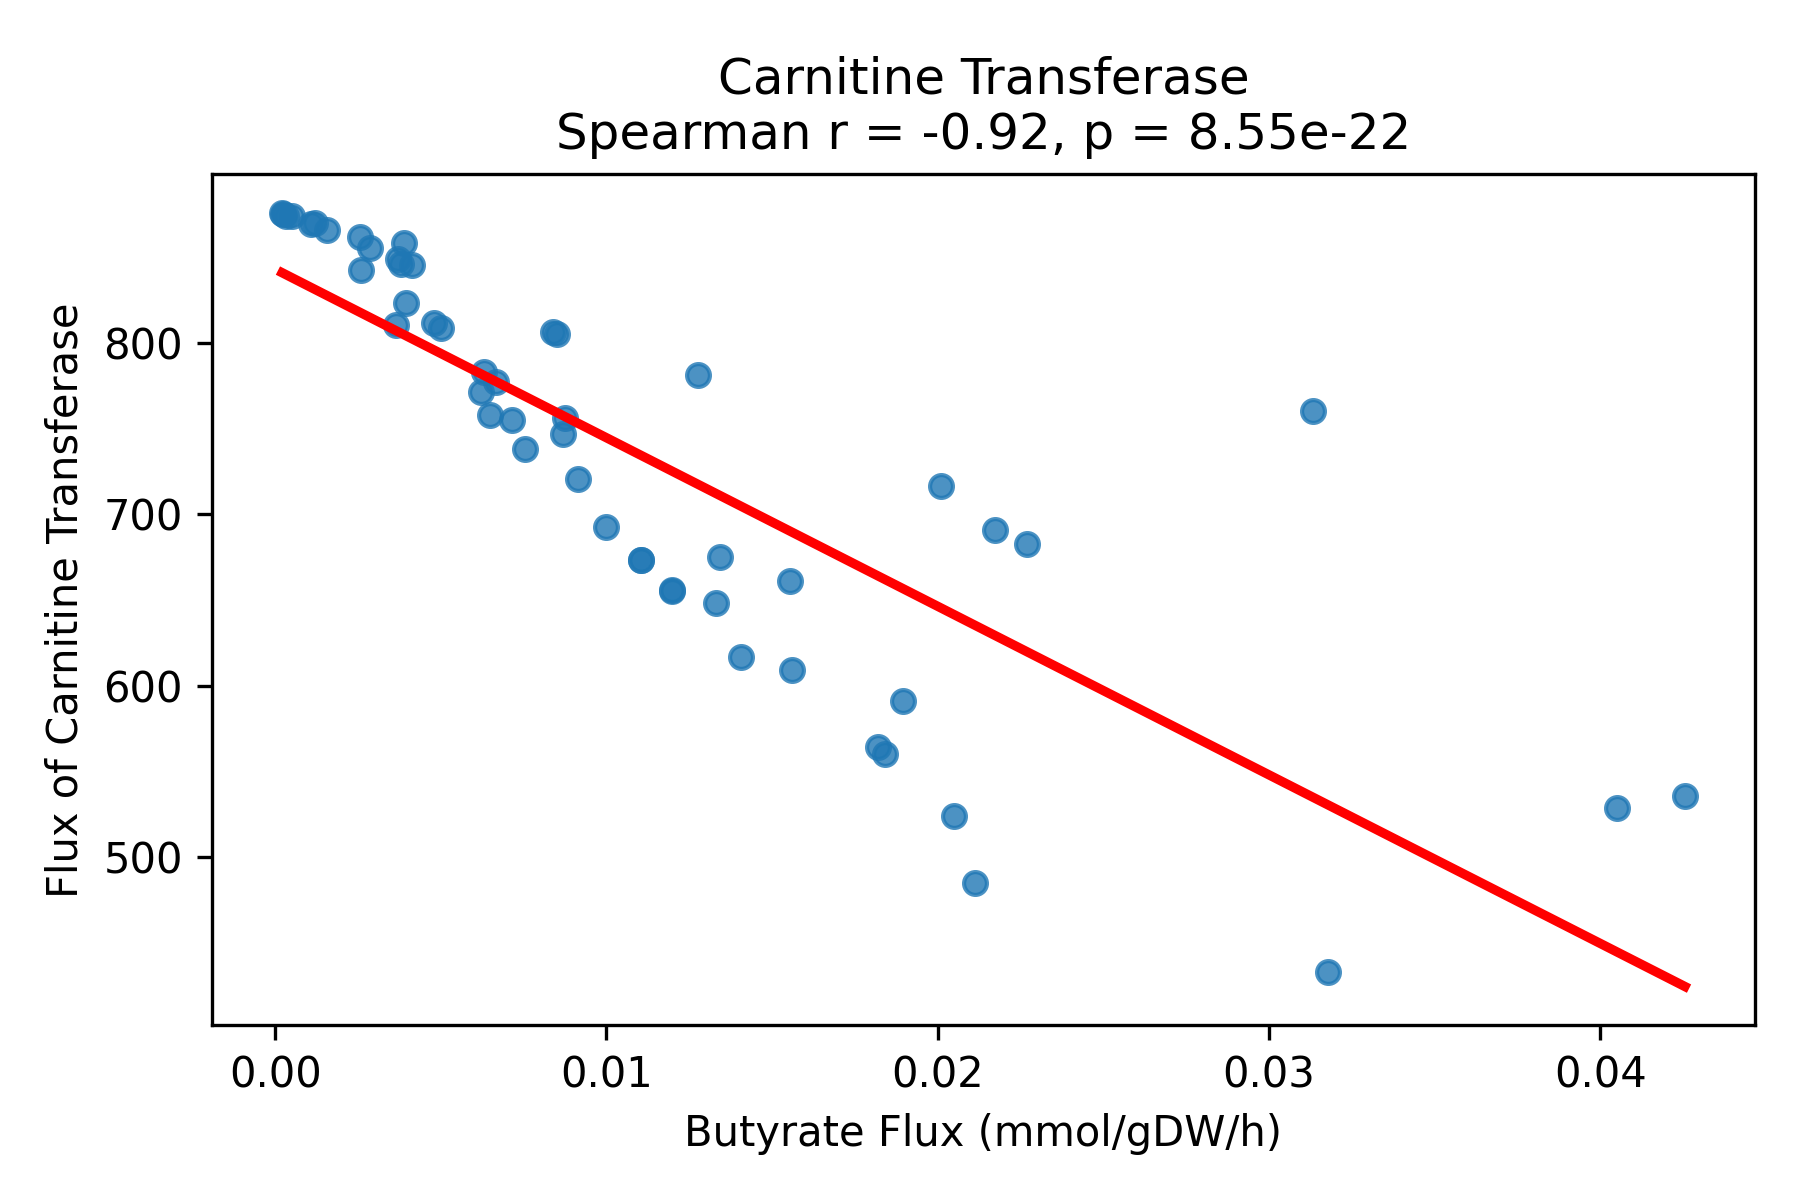 Carnitine Transferase
Spearman r = -0.92, p = 8.55e-22
Flux of Carnitine Transferase
800
700
600
500
0.00 0.01 0.02 0.03 0.04
Butyrate Flux (mmol/gDW/h)